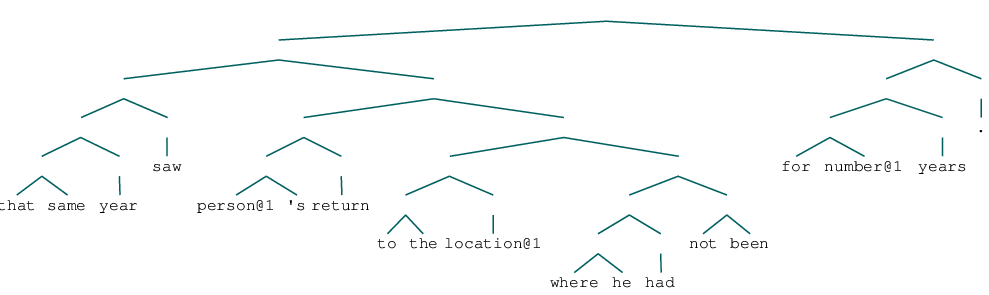 that same year saw person@1 's return to the location@1 where he had not been for number@1 years .